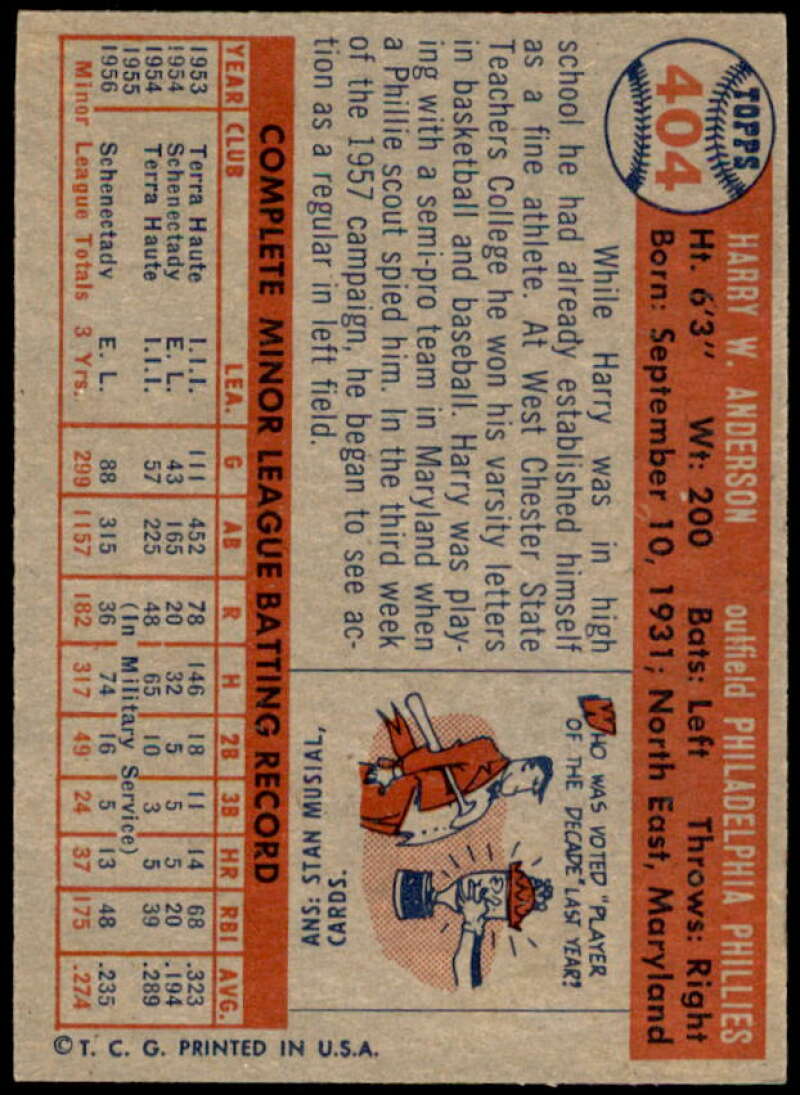 TOPPS
404
HARRY W. ANDERSON outfield PHILADELPHIA PHILLIES
Ht. 6'3" Wt: 200 Bats: Left Throws: Right
Born: September 10, 1931; North East, Maryland
While Harry was in high
school he had already established himself
as a fine athlete. At West Chester State
Teachers College he won his varsity letters
in basketball and baseball. Harry was play-
ing with a semi-pro team in Maryland when
a Phillie scout spied him. In the third week
of the 1957 campaign, he began to see ac-
tion as a regular in left field.
WHO WAS VOTED "PLAYER
OF THE DECADE" LAST YEAR?
ANS: STAN MUSIAL,
CARDS.
COMPLETE MINOR LEAGUE BATTING RECORD
YEAR CLUB LEA. G AB R H 2B 3B HR RBI AVG.
1953 Terra Haute I.I.I. 111 452 78 146 18 11 14 68 .323
1954 Schenectady E. L. 43 165 20 32 5 5 5 20 .194
1954 Terra Haute I.I.I. 57 225 48 65 10 3 5 39 .289
1955 (In Military Service)
1956 Schenectady E. L. 88 315 36 74 16 5 13 48 .235
Minor League Totals 3 Yrs. 299 1157 182 317 49 24 37 175 .274
© T. C. G. PRINTED IN U.S.A.